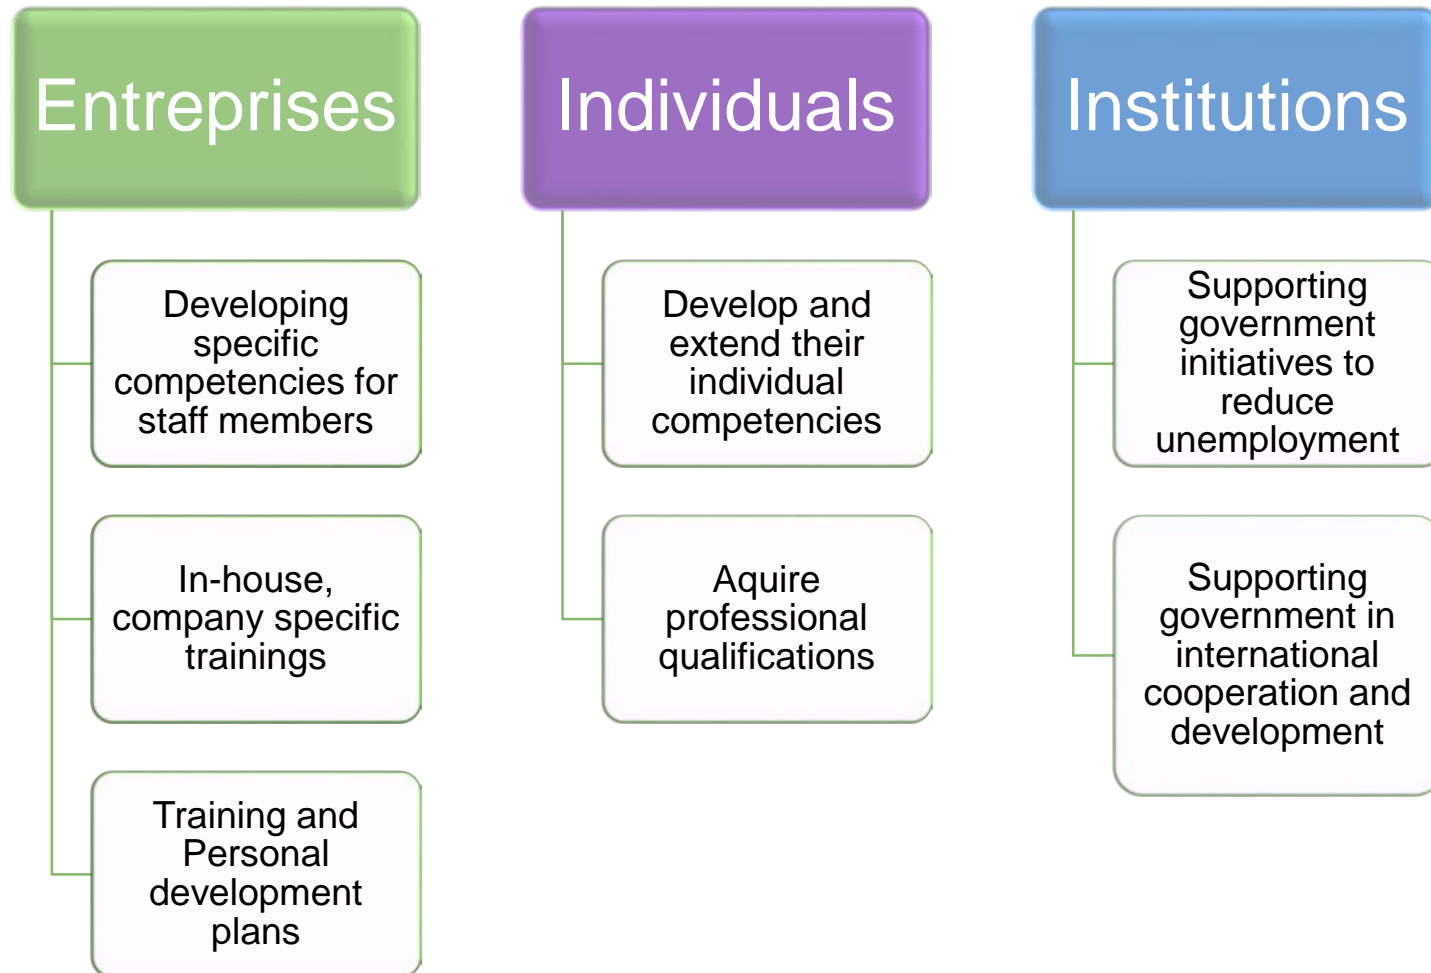 Entreprises
Developing
specific
competencies for
staff members
In-house,
company specific
trainings
Training and
Personal
development
plans
Individuals
Develop and
extend their
individual
competencies
Aquire
professional
qualifications
Institutions
Supporting
government
initiatives to
reduce
unemployment
Supporting
government in
international
cooperation and
development